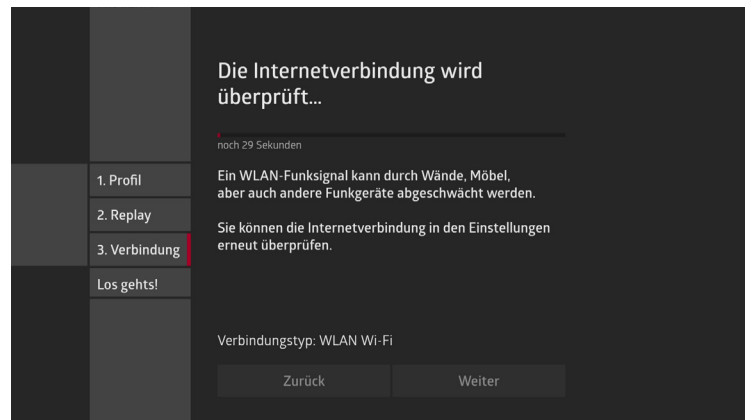 Die Internetverbindung wird
überprüft...
noch 29 Sekunden
Ein WLAN-Funksignal kann durch Wände, Möbel,
aber auch andere Funkgeräte abgeschwächt werden.
Sie können die Internetverbindung in den Einstellungen
erneut überprüfen.
1. Profil
2. Replay
3. Verbindung
Los gehts!
Verbindungstyp: WLAN Wi-Fi
Zurück
Weiter